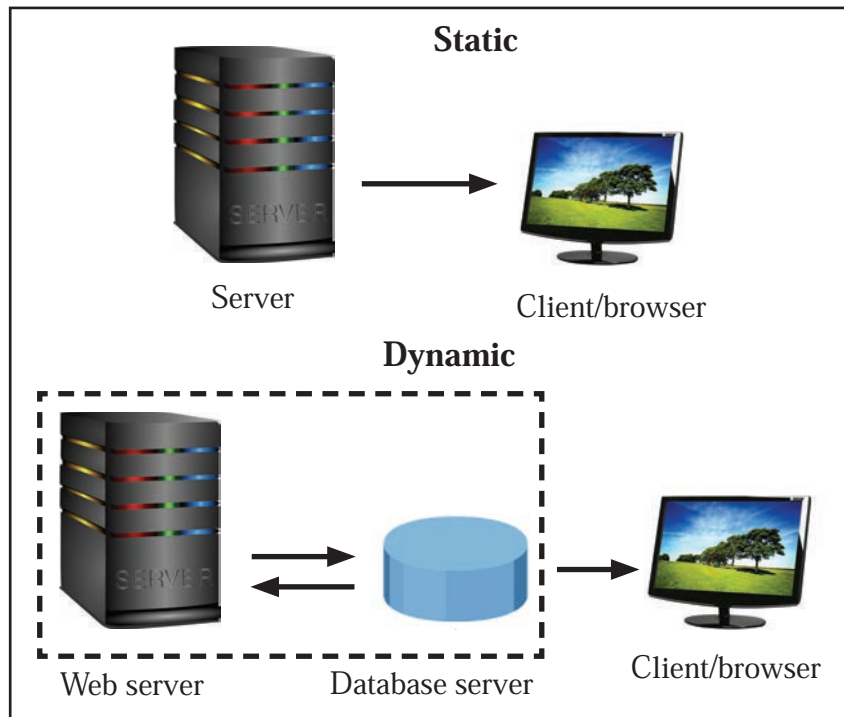 Static
SERVER
Server
Client/browser
Dynamic
SERVER
Web server
Database server
Client/browser